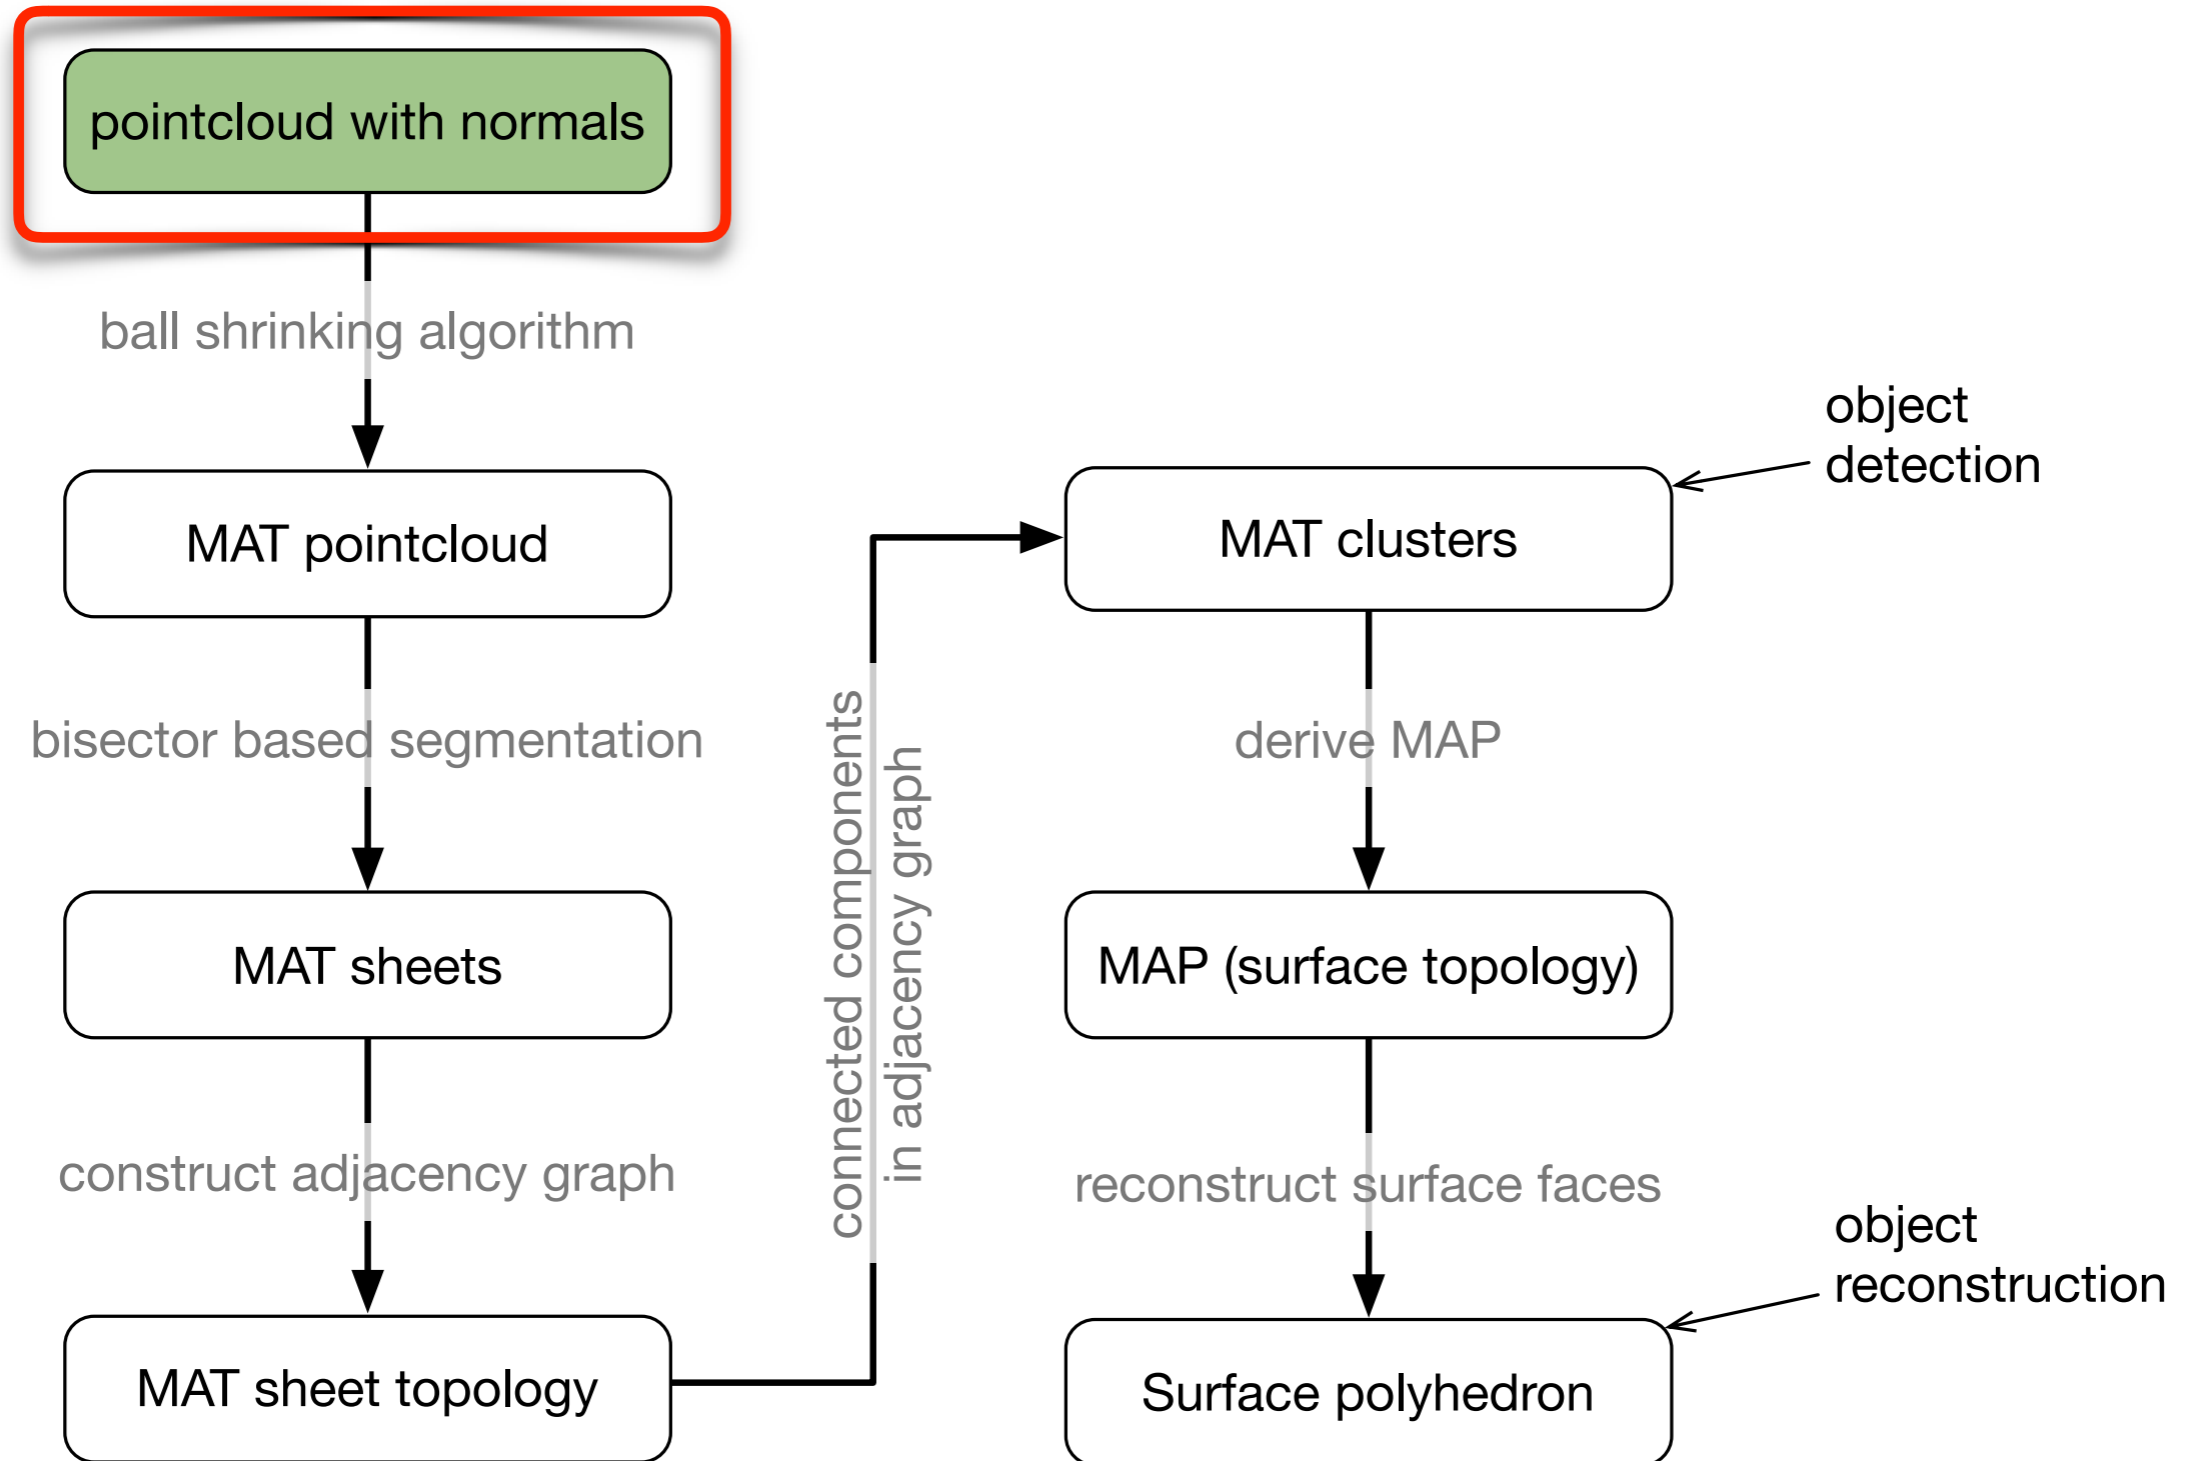 pointcloud with normals
ball shrinking algorithm
MAT pointcloud
bisector based segmentation
MAT sheets
construct adjacency graph
MAT sheet topology
connected components
in adjacency graph
MAT clusters
object
detection
derive MAP
MAP (surface topology)
reconstruct surface faces
object
reconstruction
Surface polyhedron